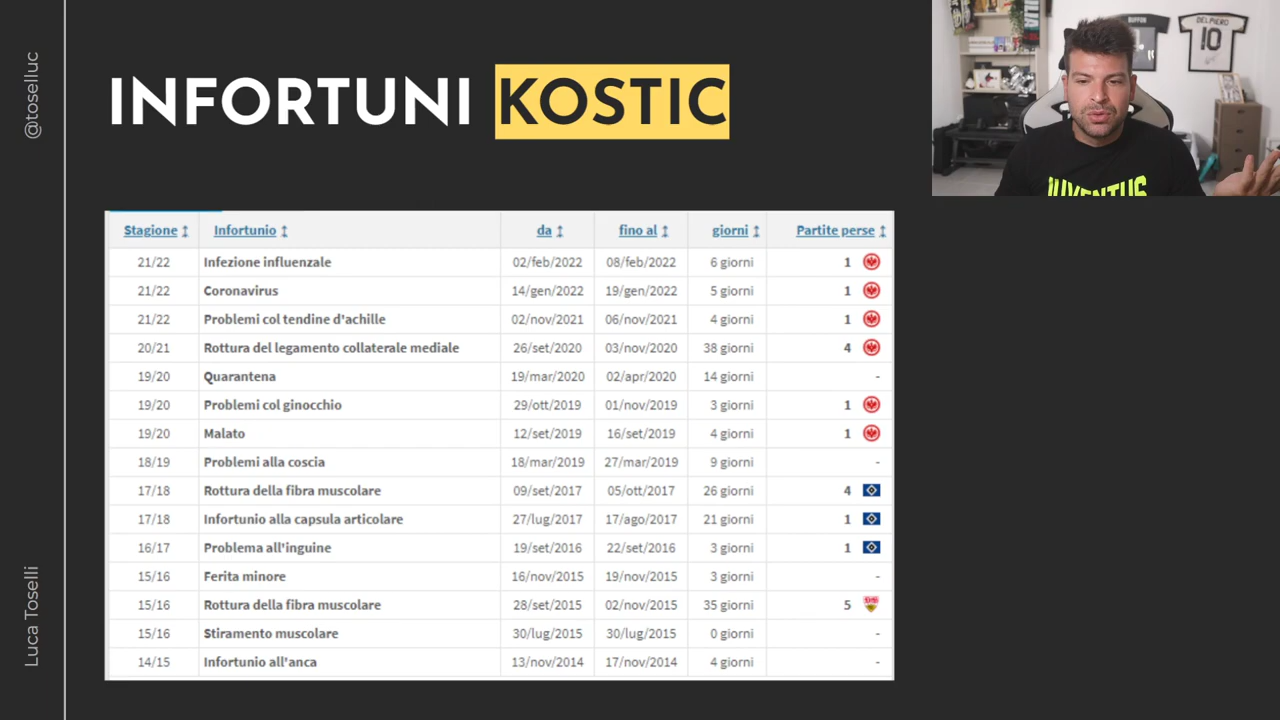 @toselluc
Luca Toselli
INFORTUNI KOSTIC
BUFFON
DEL PIERO
10
JUVENTUS
Stagione Infortunio da fino al giorni Partite perse
21/22 Infezione influenzale 02/feb/2022 08/feb/2022 6 giorni 1
21/22 Coronavirus 14/gen/2022 19/gen/2022 5 giorni 1
21/22 Problemi col tendine d'achille 02/nov/2021 06/nov/2021 4 giorni 1
20/21 Rottura del legamento collaterale mediale 26/set/2020 03/nov/2020 38 giorni 4
19/20 Quarantena 19/mar/2020 02/apr/2020 14 giorni -
19/20 Problemi col ginocchio 29/ott/2019 01/nov/2019 3 giorni 1
19/20 Malato 12/set/2019 16/set/2019 4 giorni 1
18/19 Problemi alla coscia 18/mar/2019 27/mar/2019 9 giorni -
17/18 Rottura della fibra muscolare 09/set/2017 05/ott/2017 26 giorni 4
17/18 Infortunio alla capsula articolare 27/lug/2017 17/ago/2017 21 giorni 1
16/17 Problema all'inguine 19/set/2016 22/set/2016 3 giorni 1
15/16 Ferita minore 16/nov/2015 19/nov/2015 3 giorni -
15/16 Rottura della fibra muscolare 28/set/2015 02/nov/2015 35 giorni 5
15/16 Stiramento muscolare 30/lug/2015 30/lug/2015 0 giorni -
14/15 Infortunio all'anca 13/nov/2014 17/nov/2014 4 giorni -